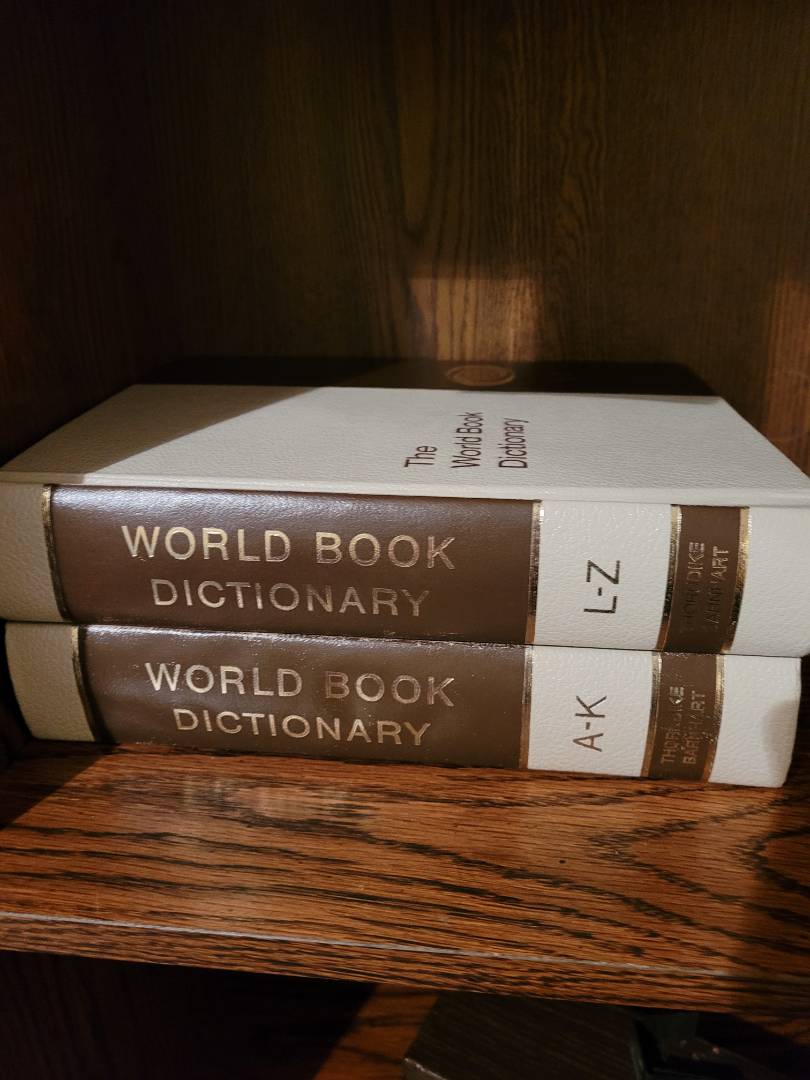 The
World Book
Dictionary
WORLD BOOK
DICTIONARY
L-Z
THORNDIKE
BARNHART
WORLD BOOK
DICTIONARY
A-K
THORNDIKE
BARNHART